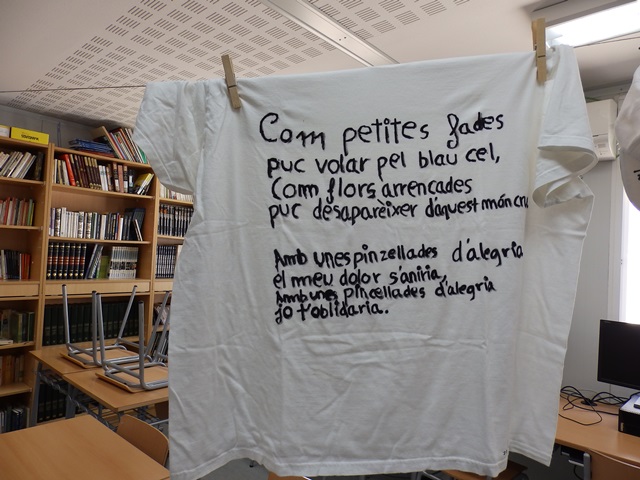 Com petites fades
puc volar pel blau cel,
Com flors arrencades
puc desaparèixer d'aquest món
Amb unes pinzellades d'alegria
el meu dolor s'aniria,
Amb unes pincellades d'alegria
jo t'oblidaria.